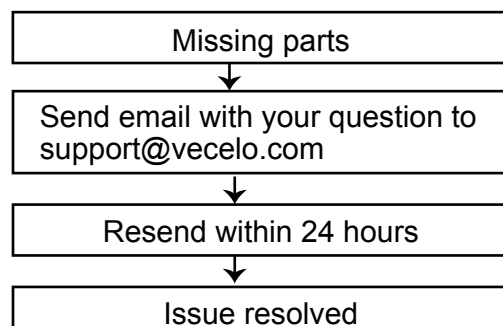 Missing parts
Send email with your question to
support@vecelo.com
Resend within 24 hours
Issue resolved